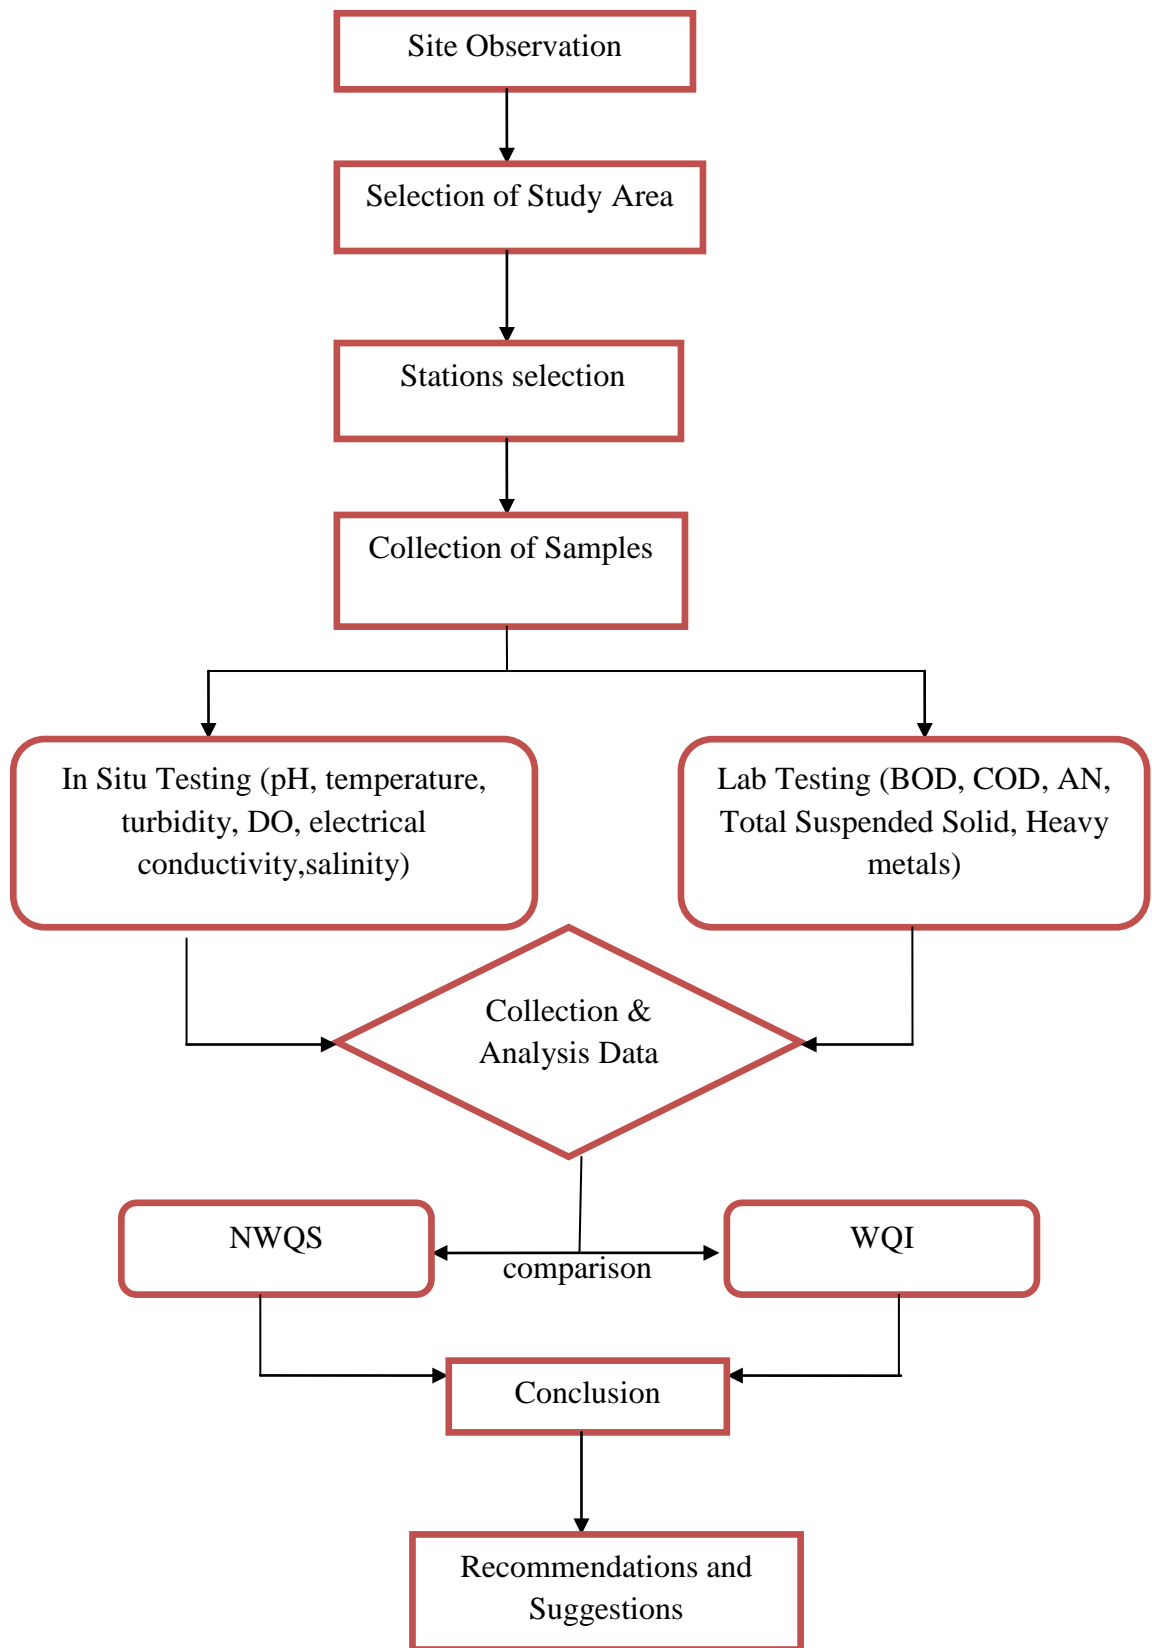 Site Observation
Selection of Study Area
Stations selection
Collection of Samples
In Situ Testing (pH, temperature,
turbidity, DO, electrical
conductivity,salinity)
Lab Testing (BOD, COD, AN,
Total Suspended Solid, Heavy
metals)
Collection &
Analysis Data
NWQS
WQI
comparison
Conclusion
Recommendations and
Suggestions